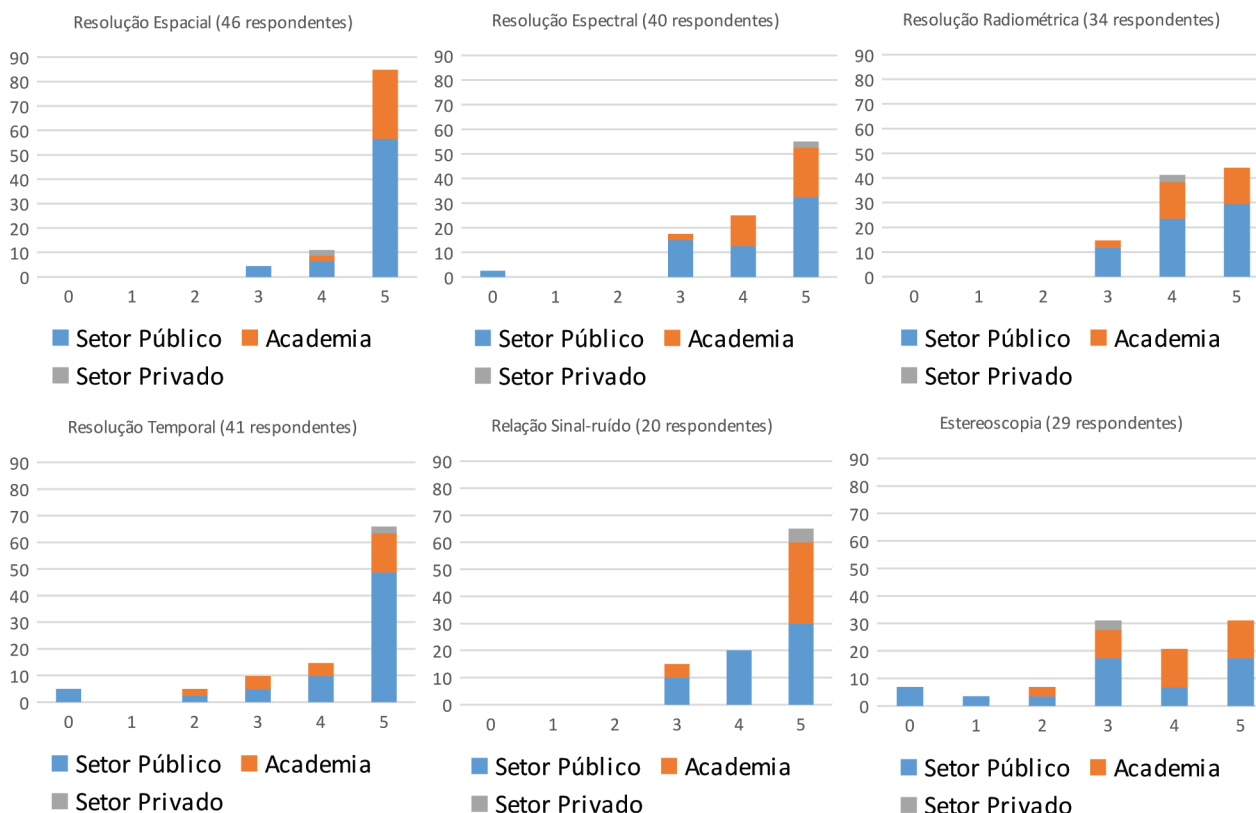 Resolução Espacial (46 respondentes)
90
80
70
60
50
40
30
20
10
0
0 1 2 3 4 5
Setor Público Academia
Setor Privado
Resolução Espectral (40 respondentes)
90
80
70
60
50
40
30
20
10
0
0 1 2 3 4 5
Setor Público Academia
Setor Privado
Resolução Radiométrica (34 respondentes)
90
80
70
60
50
40
30
20
10
0
0 1 2 3 4 5
Setor Público Academia
Setor Privado
Resolução Temporal (41 respondentes)
90
80
70
60
50
40
30
20
10
0
0 1 2 3 4 5
Setor Público Academia
Setor Privado
Relação Sinal-ruído (20 respondentes)
90
80
70
60
50
40
30
20
10
0
0 1 2 3 4 5
Setor Público Academia
Setor Privado
Estereoscopia (29 respondentes)
90
80
70
60
50
40
30
20
10
0
0 1 2 3 4 5
Setor Público Academia
Setor Privado